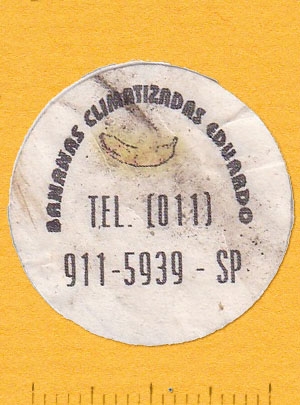 BANANAS CLIMATIZADAS EDUARDO
TEL. (011)
911-5939 - SP